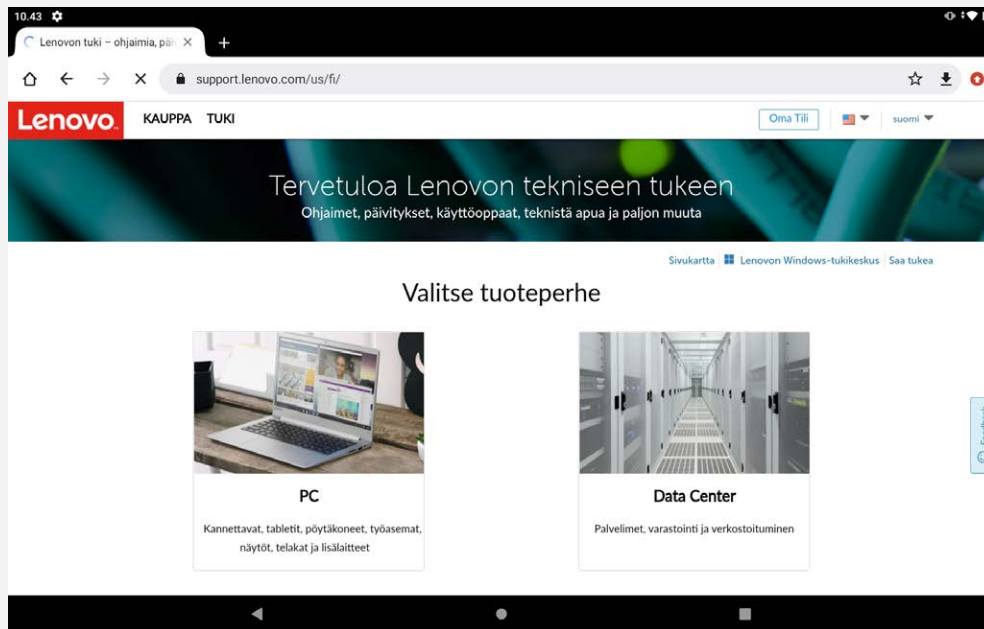 10.43
Lenovon tuki – ohjaimia, päi
support.lenovo.com/us/fi/
Lenovo.
KAUPPA TUKI
Oma Tili
suomi
Tervetuloa Lenovon tekniseen tukeen
Ohjaimet, päivitykset, käyttöoppaat, teknistä apua ja paljon muuta
Sivukartta Lenovon Windows-tukikeskus Saa tukea
Valitse tuoteperhe
PC
Kannettavat, tabletit, pöytäkoneet, työasemat,
näytöt, telakat ja lisälaitteet
Data Center
Palvelimet, varastointi ja verkostoituminen